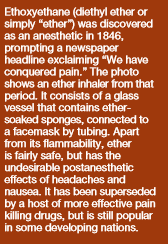 Ethoxyethane (diethyl ether or
simply “ether”) was discovered
as an anesthetic in 1846,
prompting a newspaper
headline exclaiming “We have
conquered pain.” The photo
shows an ether inhaler from that
period. It consists of a glass
vessel that contains ether-
soaked sponges, connected to
a facemask by tubing. Apart
from its flammability, ether
is fairly safe, but has the
undesirable postanesthetic
effects of headaches and
nausea. It has been superseded
by a host of more effective pain
killing drugs, but is still popular
in some developing nations.